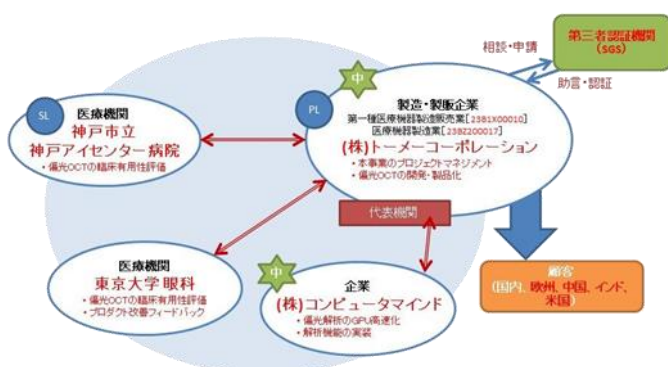 第三者認証機関
(SGS)
相談・申請
助言・認証
中
PL
製造・製販企業
第一種医療機器製造販売業[23B1X00010]
医療機器製造業[23BZ200017]
(株)トーメーコーポレーション
・本事業のプロジェクトマネジメント
・偏光OCTの開発・製品化
代表機関
SL
医療機関
神戸市立
神戸アイセンター病院
・偏光OCTの臨床有用性評価
医療機関
東京大学 眼科
・偏光OCTの臨床有用性評価
・プロダクト改善フィードバック
中
企業
(株)コンピュータマインド
・偏光解析のGPU高速化
・解析機能の実装
顧客
(国内、欧州、中国、インド、
米国)